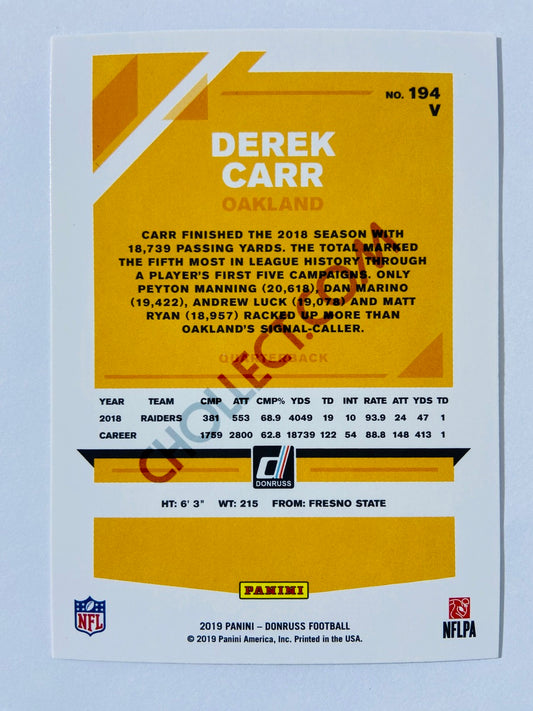 NO. 194
V
DEREK
CARR
OAKLAND
CARR FINISHED THE 2018 SEASON WITH
18,739 PASSING YARDS. THE TOTAL MARKED
THE FIFTH MOST IN LEAGUE HISTORY THROUGH
A PLAYER'S FIRST FIVE CAMPAIGNS. ONLY
PEYTON MANNING (20,618), DAN MARINO
(19,422), ANDREW LUCK (19,078) AND MATT
RYAN (18,957) RACKED UP MORE THAN
OAKLAND'S SIGNAL-CALLER.
QUARTERBACK
CHOLLECT.COM
YEAR TEAM CMP ATT CMP% YDS TD INT RATE ATT YDS TD
2018 RAIDERS 381 553 68.9 4049 19 10 93.9 24 47 1
CAREER 1759 2800 62.8 18739 122 54 88.8 148 413 1
d
DONRUSS
HT: 6' 3" WT: 215 FROM: FRESNO STATE
PANINI
NFL
NFLPA
2019 PANINI – DONRUSS FOOTBALL
© 2019 Panini America, Inc. Printed in the USA.